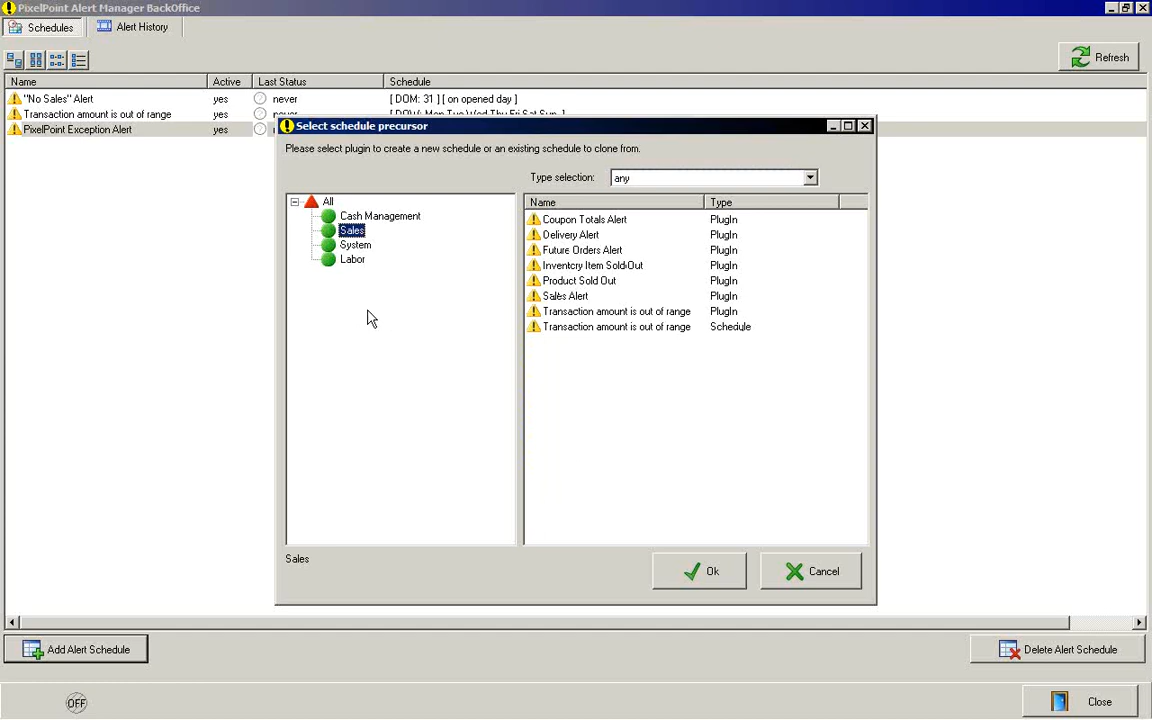 PixelPoint Alert Manager BackOffice
Schedules
Alert History
Refresh
Name Active Last Status Schedule
"No Sales" Alert yes never [ DOM: 31 ] [ on opened day ]
Transaction amount is out of range yes never
PixelPoint Exception Alert yes
Select schedule precursor
Please select plugin to create a new schedule or an existing schedule to clone from.
Type selection: any
All
Cash Management
Sales
System
Labor
Name Type
Coupon Totals Alert PlugIn
Delivery Alert PlugIn
Future Orders Alert PlugIn
Inventory Item Sold-Out PlugIn
Product Sold Out PlugIn
Sales Alert PlugIn
Transaction amount is out of range PlugIn
Transaction amount is out of range Schedule
Sales
Ok
Cancel
Add Alert Schedule
Delete Alert Schedule
OFF
Close